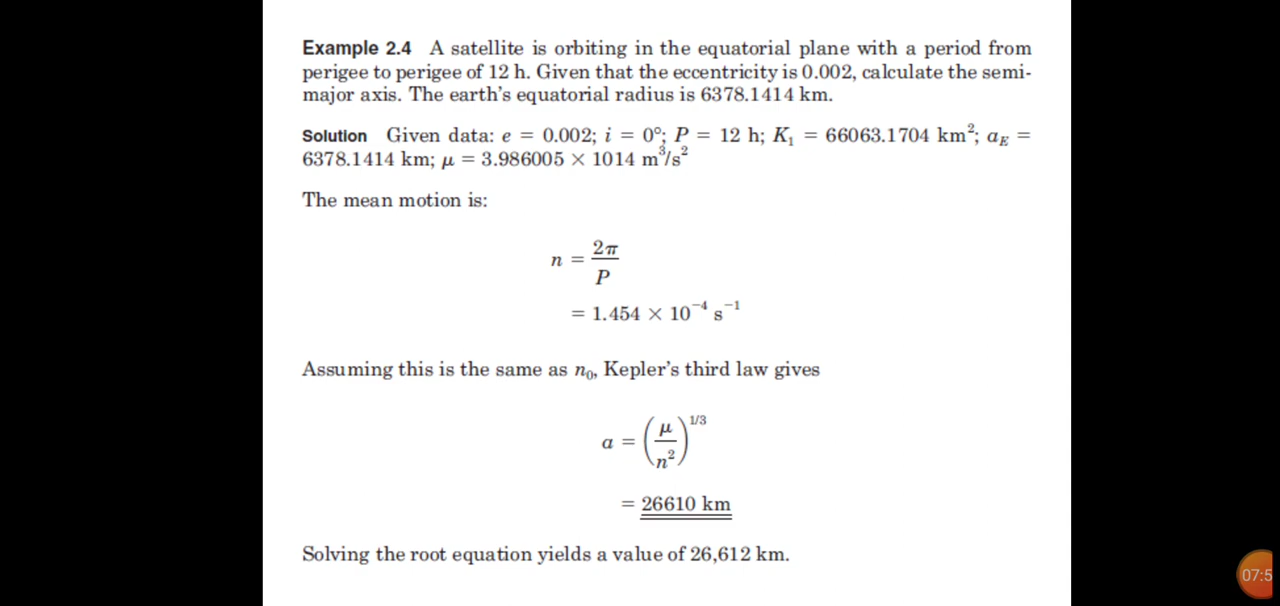 Example 2.4 A satellite is orbiting in the equatorial plane with a period from
perigee to perigee of 12 h. Given that the eccentricity is 0.002, calculate the semi-
major axis. The earth's equatorial radius is 6378.1414 km.
Solution Given data: e = 0.002; i = 0°; P = 12 h; K₁ = 66063.1704 km²; a_E =
6378.1414 km; μ = 3.986005 × 1014 m³/s²
The mean motion is:
n = 2π/P
= 1.454 × 10⁻⁴ s⁻¹
Assuming this is the same as n₀, Kepler's third law gives
a = (μ/n²)^1/3
= 26610 km
Solving the root equation yields a value of 26,612 km.
07:5